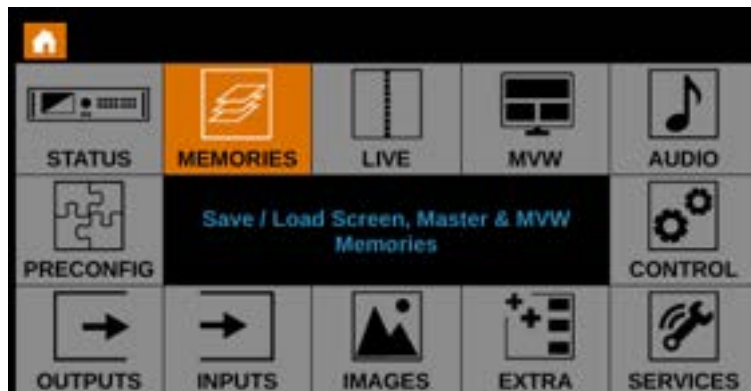 STATUS
MEMORIES
LIVE
MVW
AUDIO
PRECONFIG
Save / Load Screen, Master & MVW
Memories
CONTROL
OUTPUTS
INPUTS
IMAGES
EXTRA
SERVICES